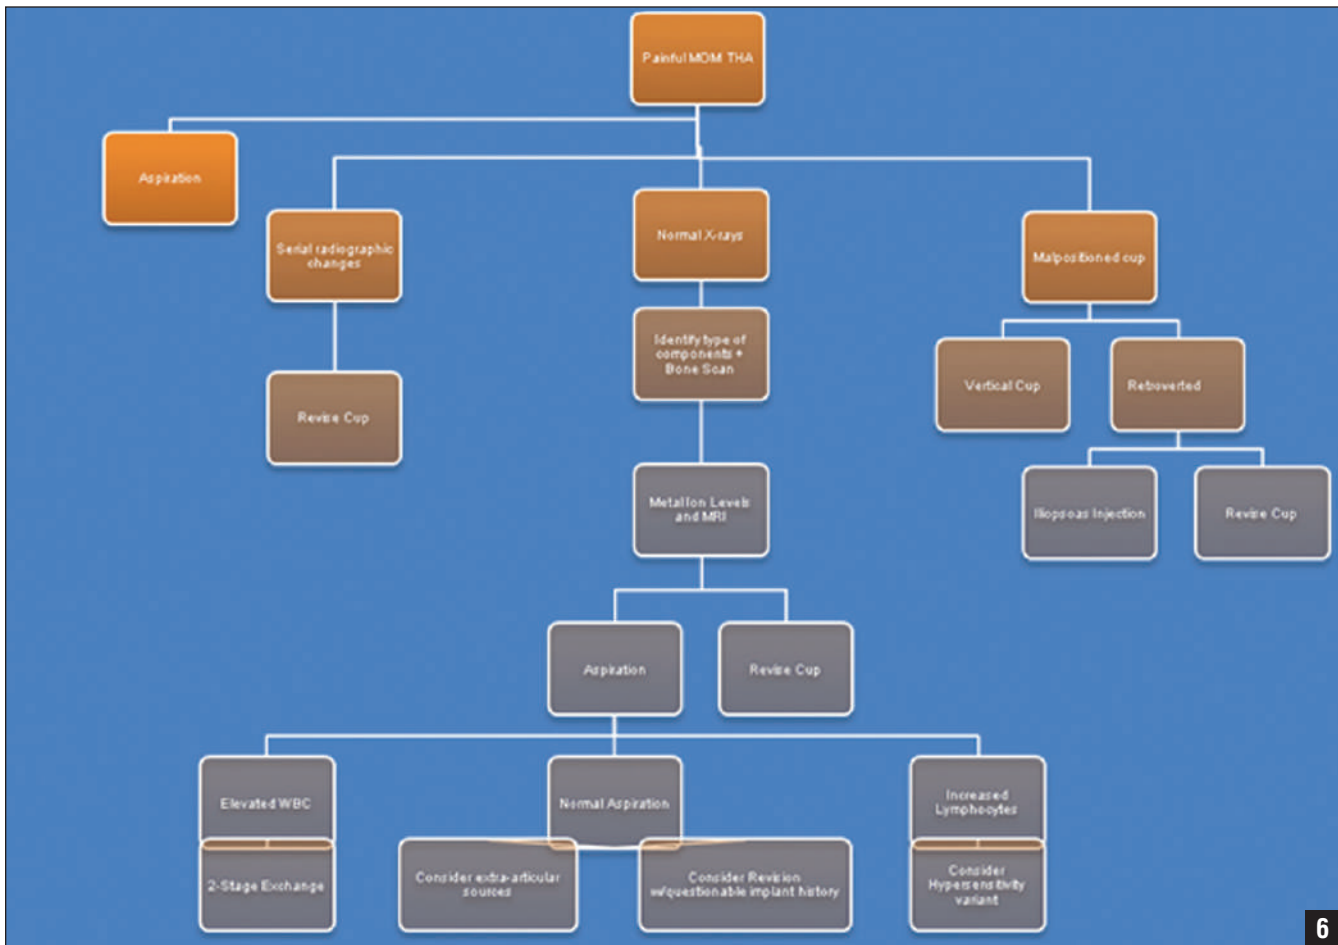 Painful MOM THA
Aspiration
Serial radiographic
changes
Normal X-rays
Malpositioned cup
Revise Cup
Identify type of
components +
Bone Scan
Vertical Cup
Retroverted
Metal Ion Levels
and MRI
Iliopsoas Injection
Revise Cup
Aspiration
Revise Cup
Elevated WBC
Normal Aspiration
Increased
Lymphocytes
2-Stage Exchange
Consider extra-articular
sources
Consider Revision
w/questionable implant history
Consider
Hypersensitivity
variant
6